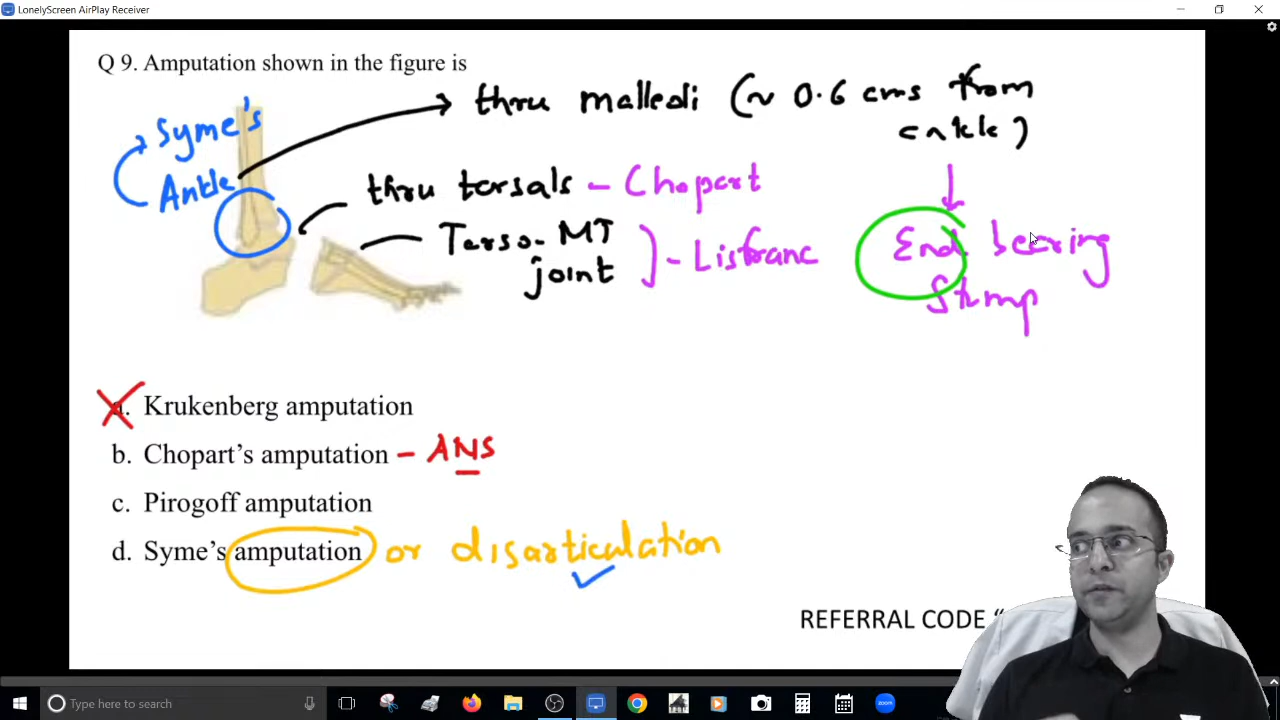 LonelyScreen AirPlay Receiver
Q 9. Amputation shown in the figure is
Syme's
Ankle
thru malleoli (~ 0.6 cms from
ankle)
thru tarsals - Chopart
Tarso-MT
joint
- Lisfranc
End bearing
Stump
a. Krukenberg amputation
b. Chopart's amputation - ANS
c. Pirogoff amputation
d. Syme's amputation or disarticulation
REFERRAL CODE "
Type here to search
zoom